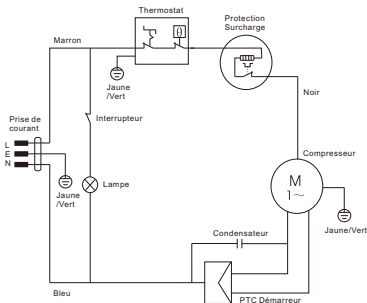 Thermostat
Protection
Surcharge
Marron
θ
Jaune
/Vert
Noir
Prise de
courant
Interrupteur
L
E
N
Compresseur
M
1~
Lampe
Jaune
/Vert
Jaune/Vert
Condensateur
Bleu
PTC Démarreur